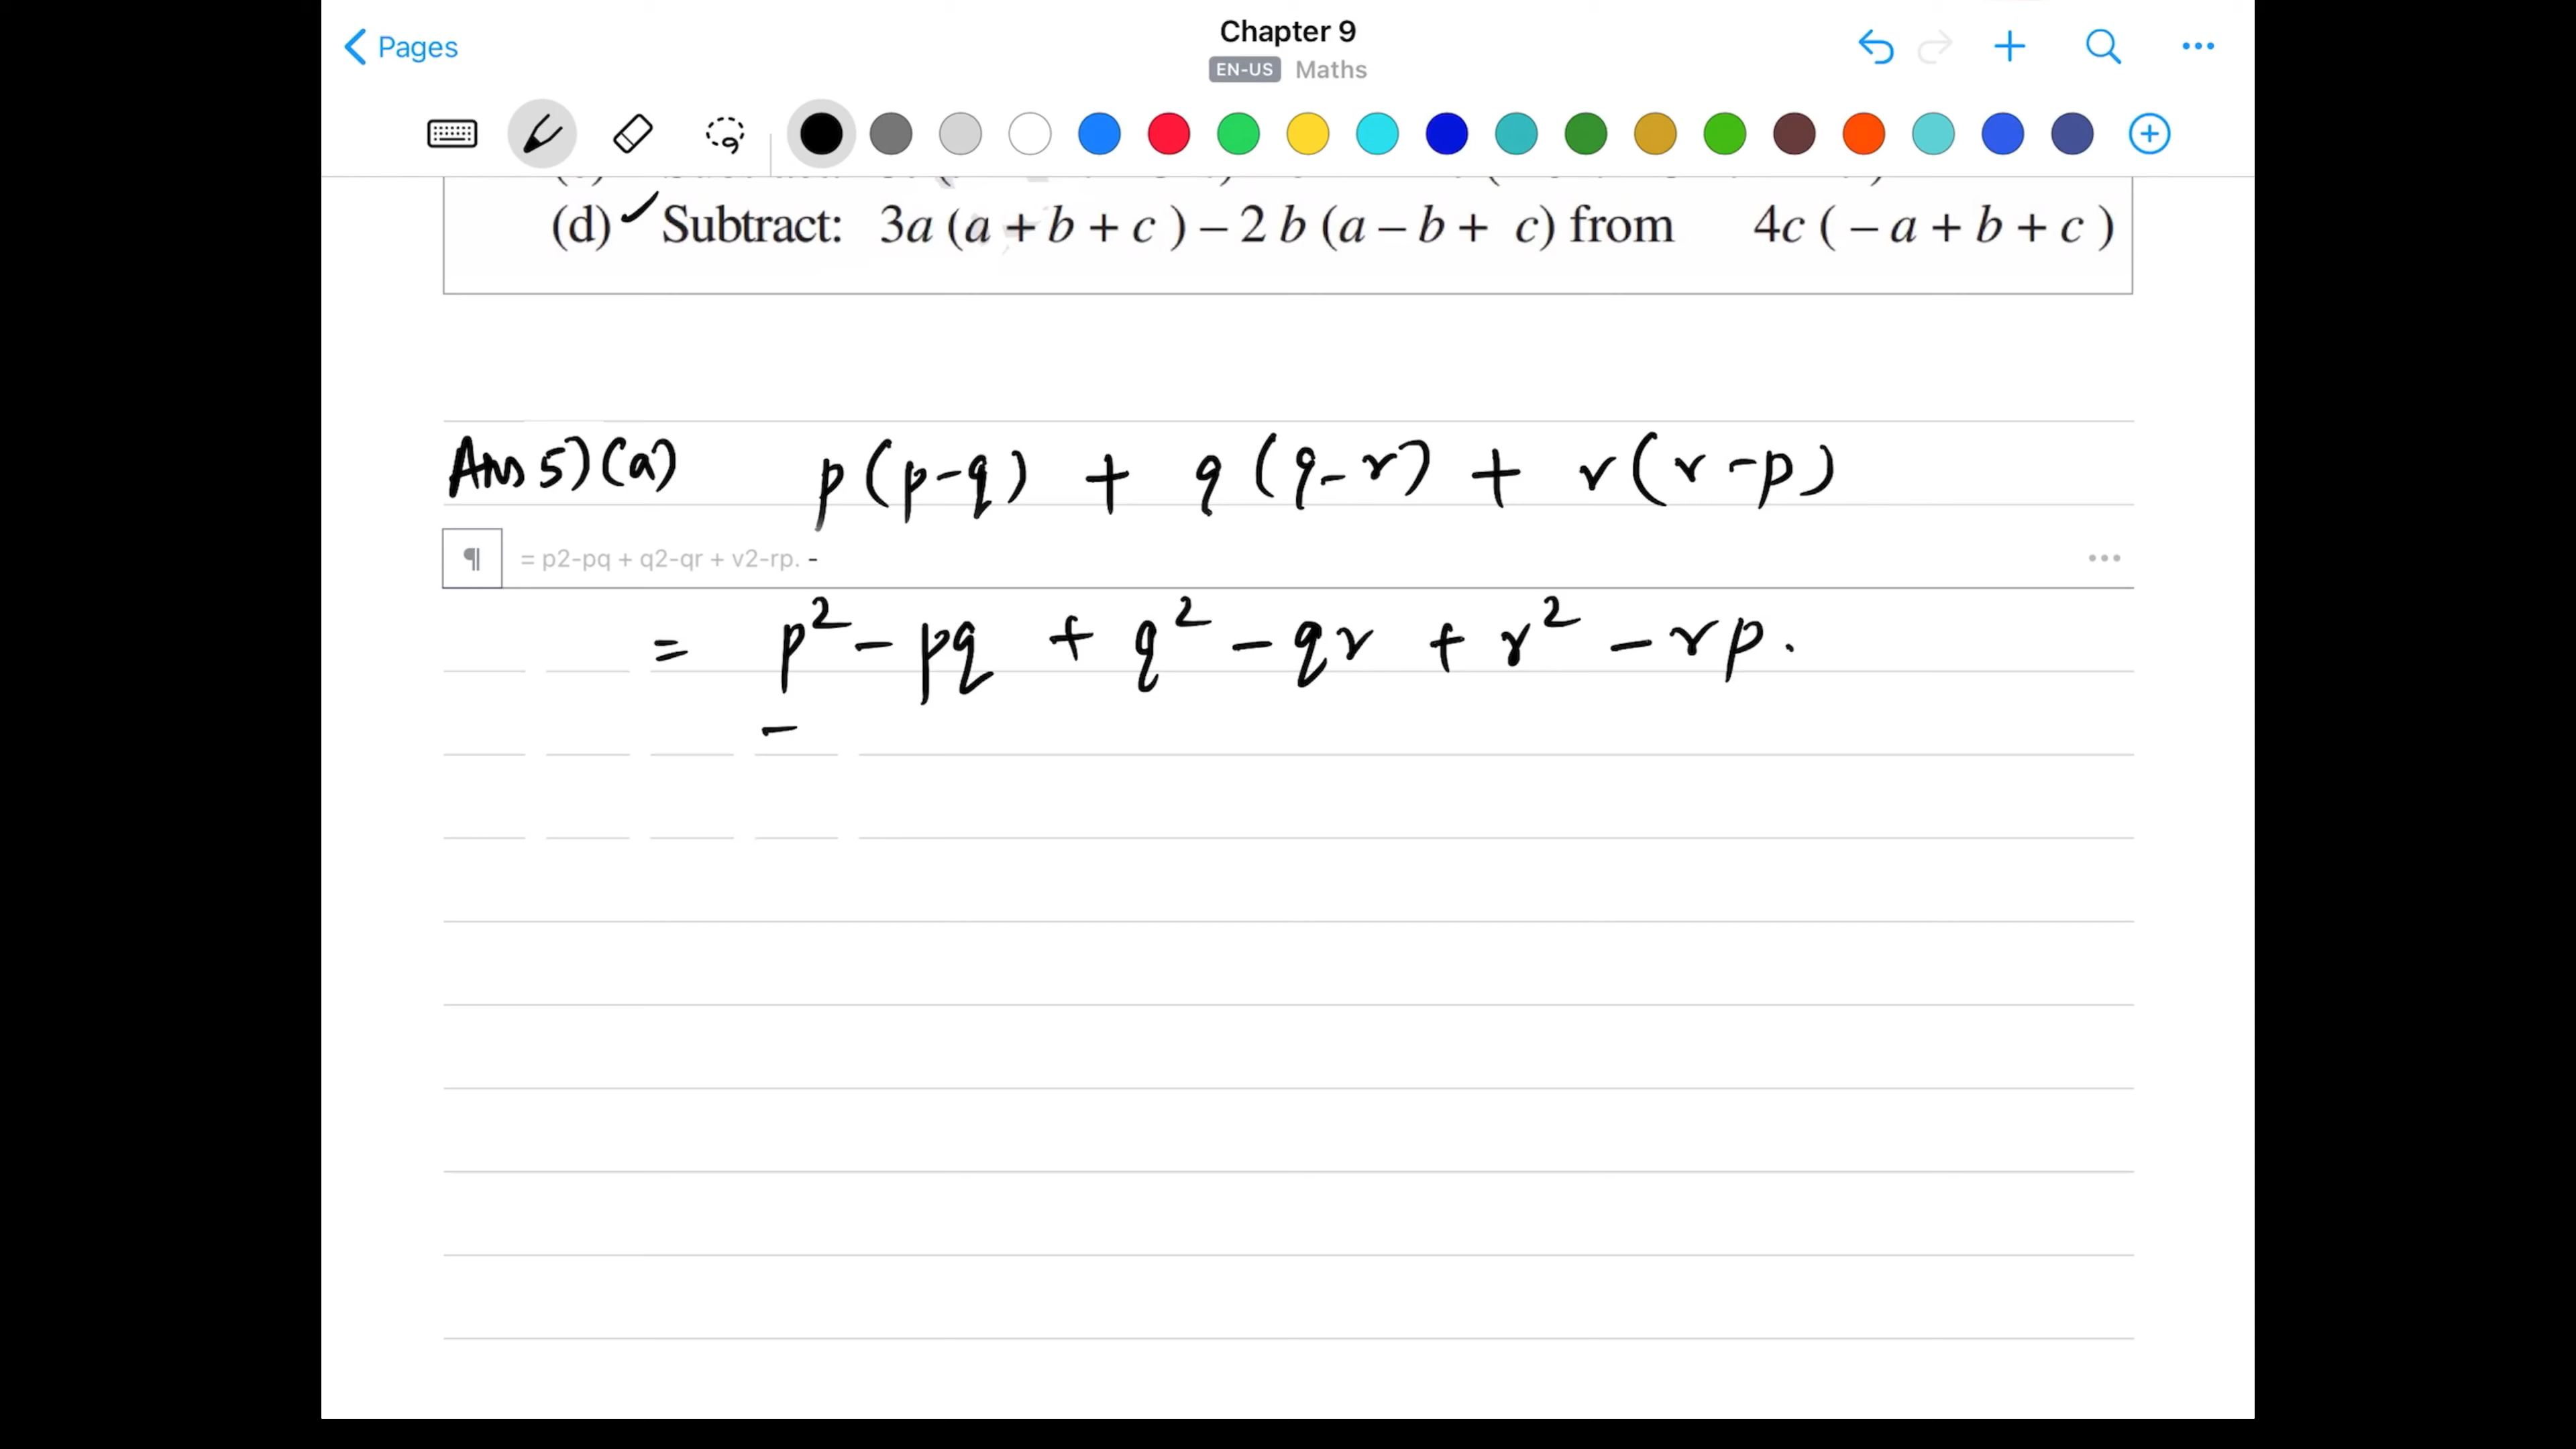 Pages
Chapter 9
EN-US Maths
(d) ✓ Subtract: 3a (a + b + c ) – 2 b (a – b + c) from 4c ( – a + b + c )
Ans 5)(a) p(p-q) + q(q-r) + r(r-p)
¶ = p2-pq + q2-qr + v2-rp. -
= p² - pq + q² - qr + r² - rp.
-